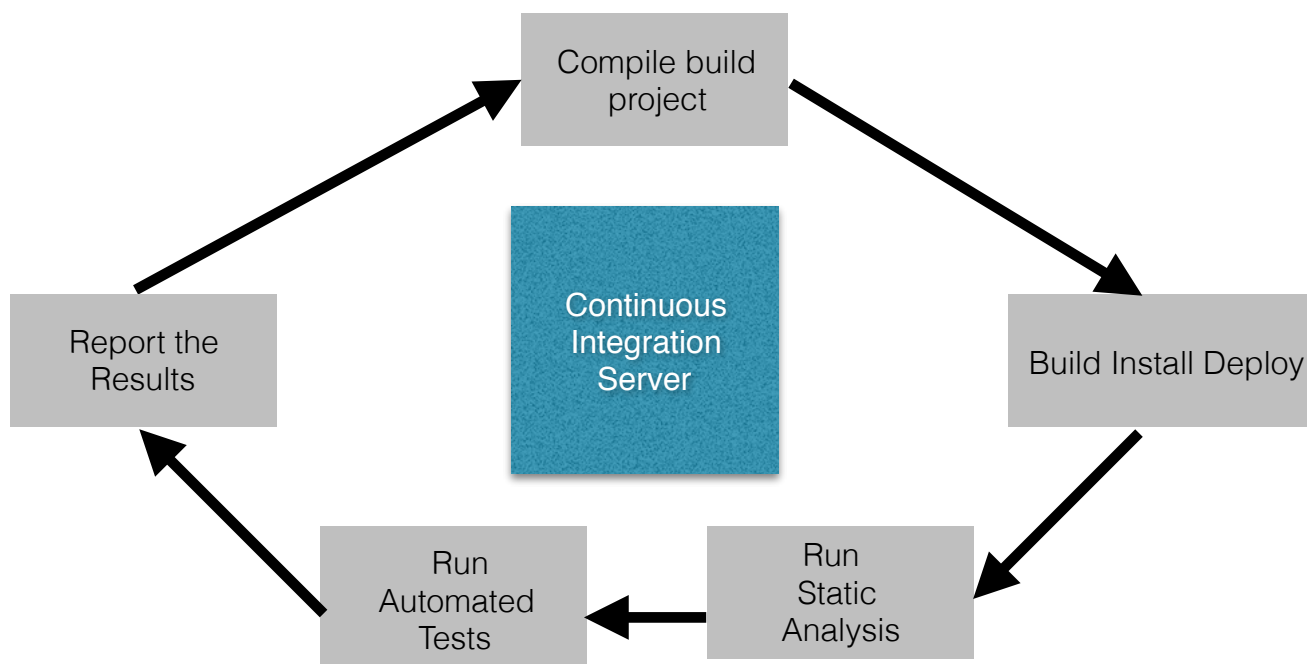 Compile build
project
Continuous
Integration
Server
Report the
Results
Build Install Deploy
Run
Automated
Tests
Run
Static
Analysis